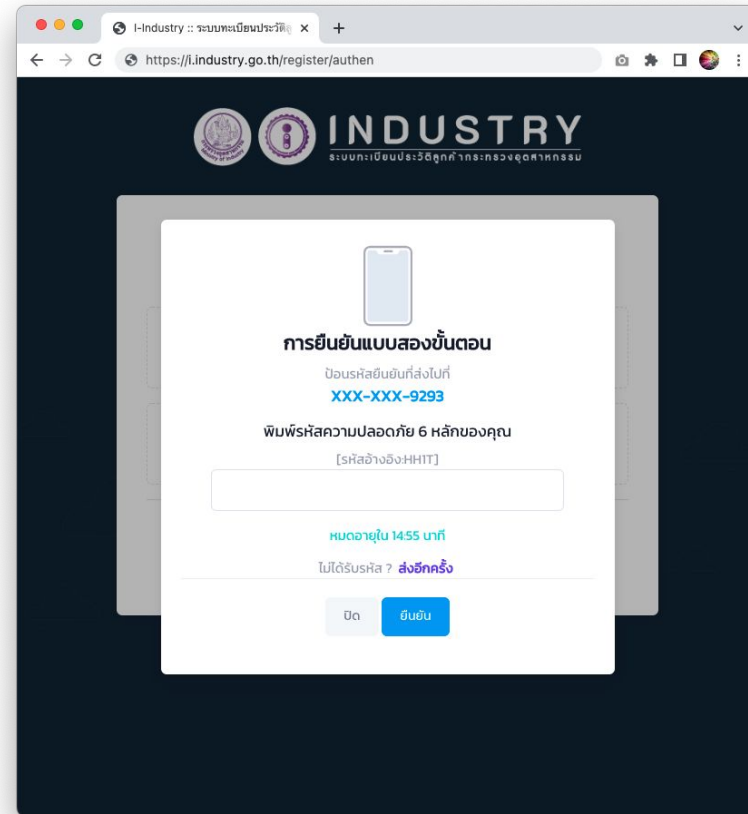 I-Industry :: ระบบทะเบียนประวัติ
https://i.industry.go.th/register/authen
INDUSTRY
ระบบทะเบียนประวัติลูกค้ากระทรวงอุตสาหกรรม
การยืนยันแบบสองขั้นตอน
ป้อนรหัสยืนยันที่ส่งไปที่
XXX-XXX-9293
พิมพ์รหัสความปลอดภัย 6 หลักของคุณ
[รหัสอ้างอิง:HH1T]
หมดอายุใน 14:55 นาที
ไม่ได้รับรหัส ? ส่งอีกครั้ง
ปิด ยืนยัน